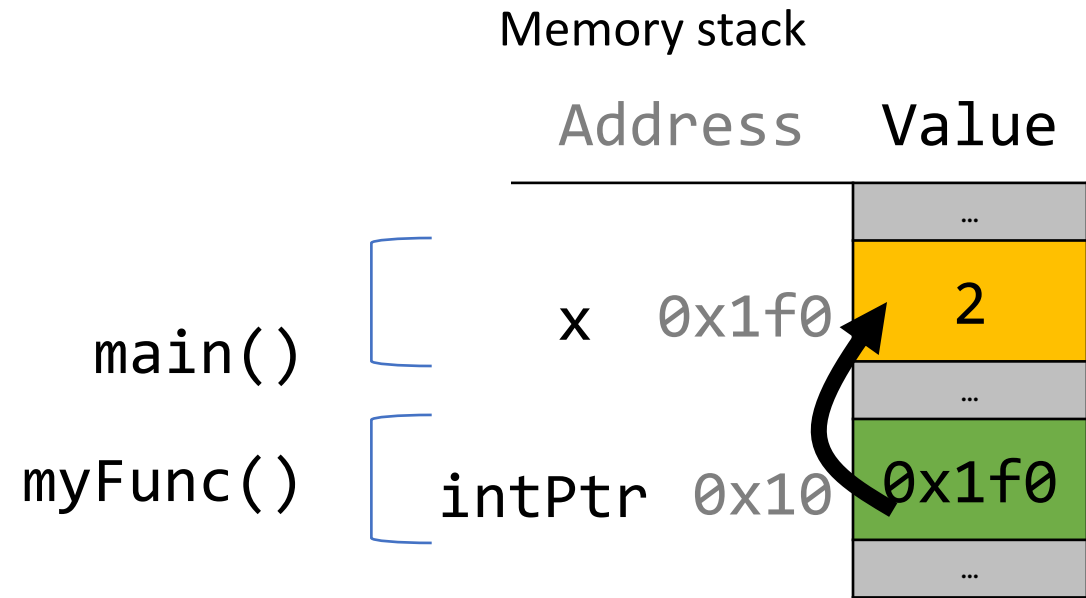 Memory stack
Address Value
…
main() x 0x1f0 2
…
myFunc() intPtr 0x10 0x1f0
…